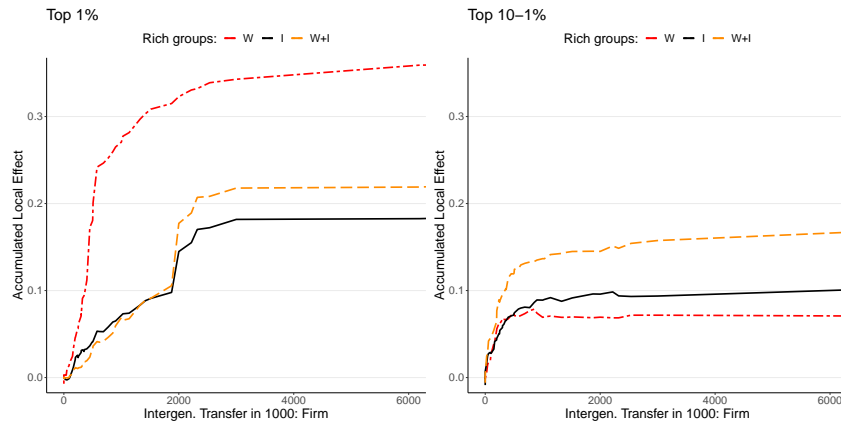 Top 1%
Rich groups: W I W+I
Accumulated Local Effect
0.3
0.2
0.1
0.0
0 2000 4000 6000
Intergen. Transfer in 1000: Firm
Top 10−1%
Rich groups: W I W+I
Accumulated Local Effect
0.3
0.2
0.1
0.0
0 2000 4000 6000
Intergen. Transfer in 1000: Firm